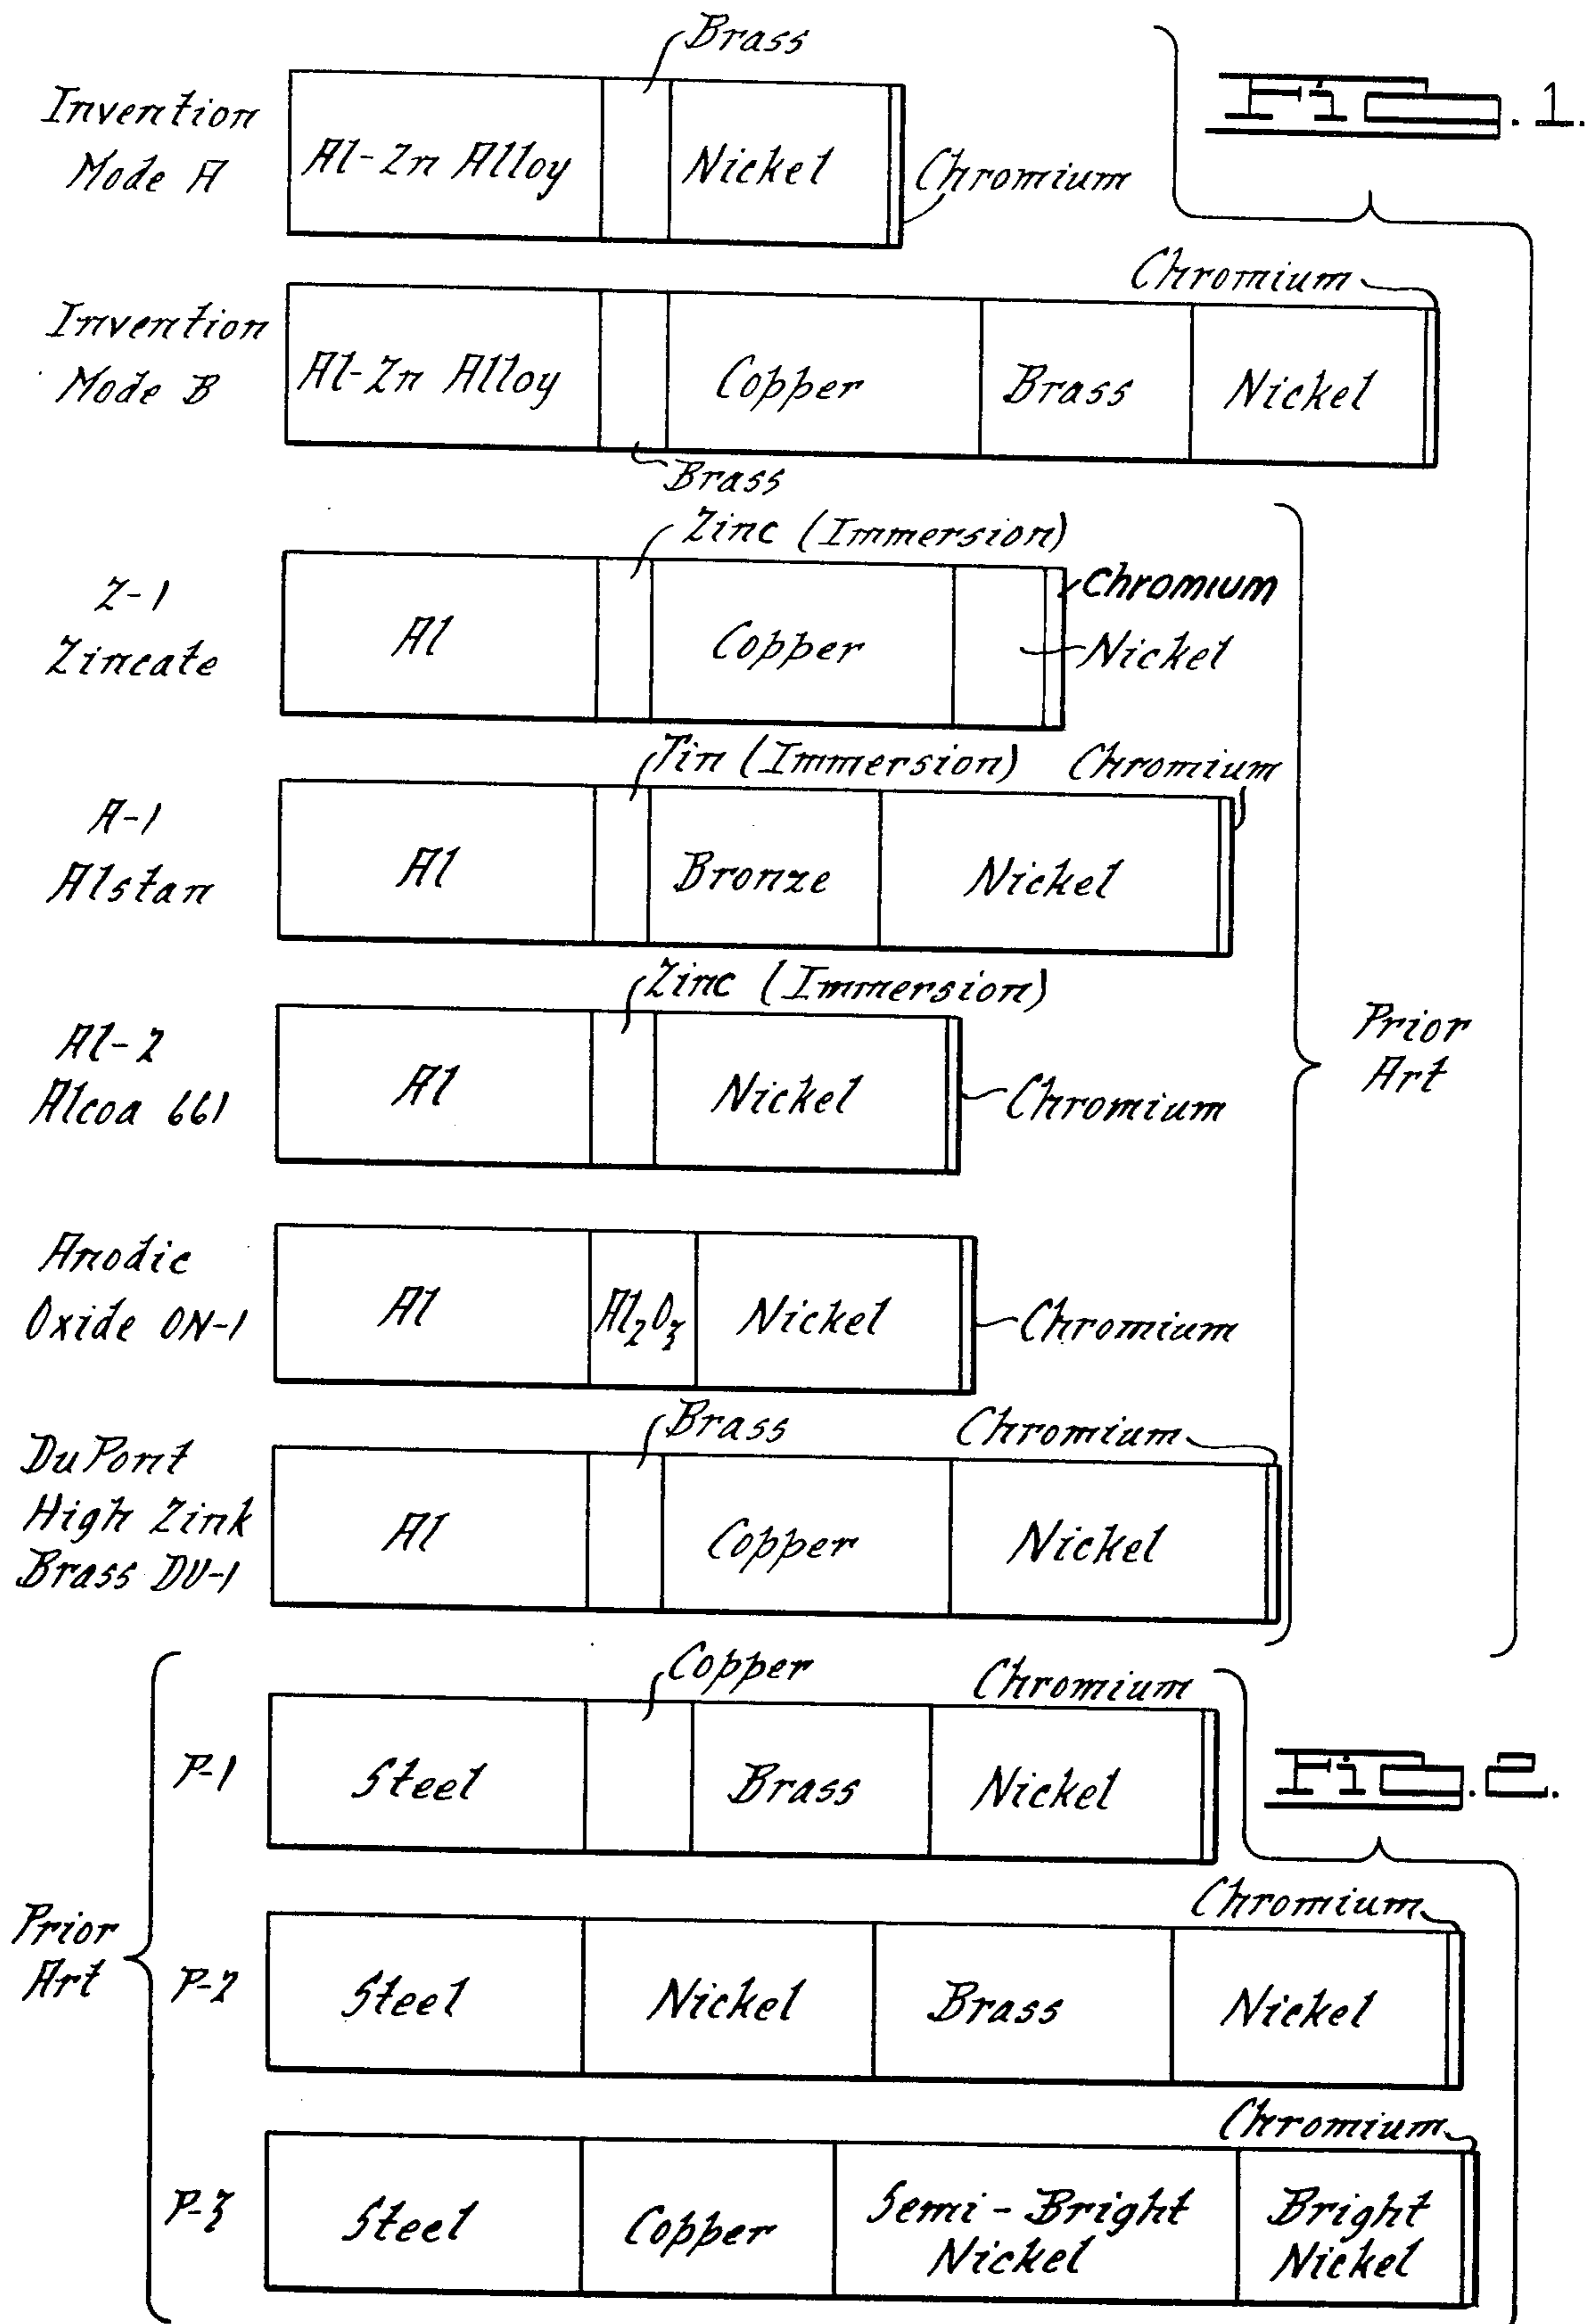 Fig. 1.
Brass
Invention
Mode A
Al-Zn Alloy
Nickel
Chromium
Chromium
Invention
Mode B
Al-Zn Alloy
Copper
Brass
Nickel
Brass
Zinc (Immersion)
Z-1
Zincate
Al
Copper
Chromium
Nickel
Tin (Immersion)
Chromium
A-1
Alstan
Al
Bronze
Nickel
Zinc (Immersion)
Al-2
Alcoa 661
Al
Nickel
Chromium
Prior
Art
Anodic
Oxide ON-1
Al
Al₂O₃
Nickel
Chromium
Brass
Chromium
DuPont
High Zink
Brass DU-1
Al
Copper
Nickel
Fig. 2.
Copper
Chromium
P-1
Steel
Brass
Nickel
Chromium
Prior
Art
P-2
Steel
Nickel
Brass
Nickel
Chromium
P-3
Steel
Copper
Semi-Bright
Nickel
Bright
Nickel